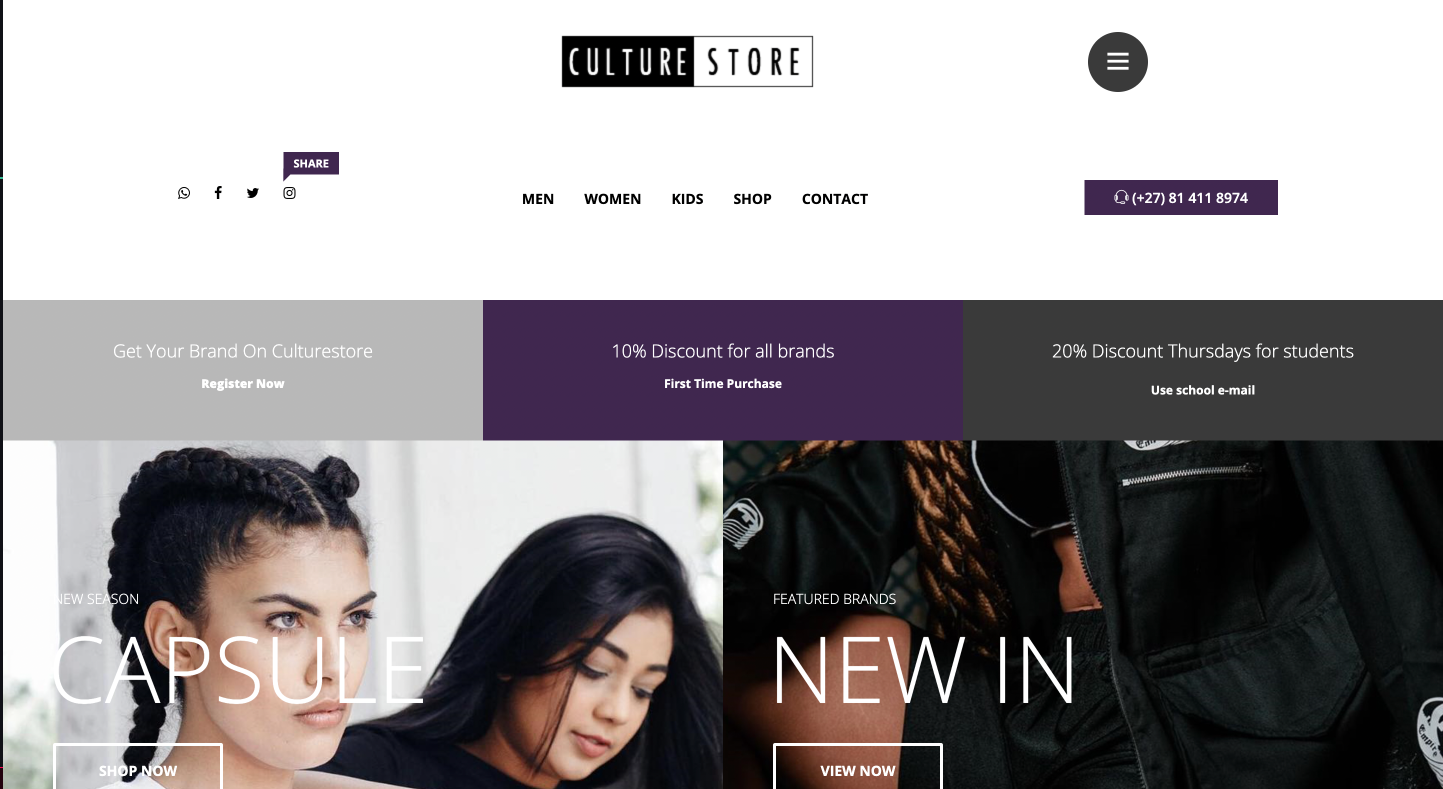 CULTURE STORE
SHARE
MEN WOMEN KIDS SHOP CONTACT
(+27) 81 411 8974
Get Your Brand On Culturestore
Register Now
10% Discount for all brands
First Time Purchase
20% Discount Thursdays for students
Use school e-mail
NEW SEASON
CAPSULE
SHOP NOW
FEATURED BRANDS
NEW IN
VIEW NOW
Empire